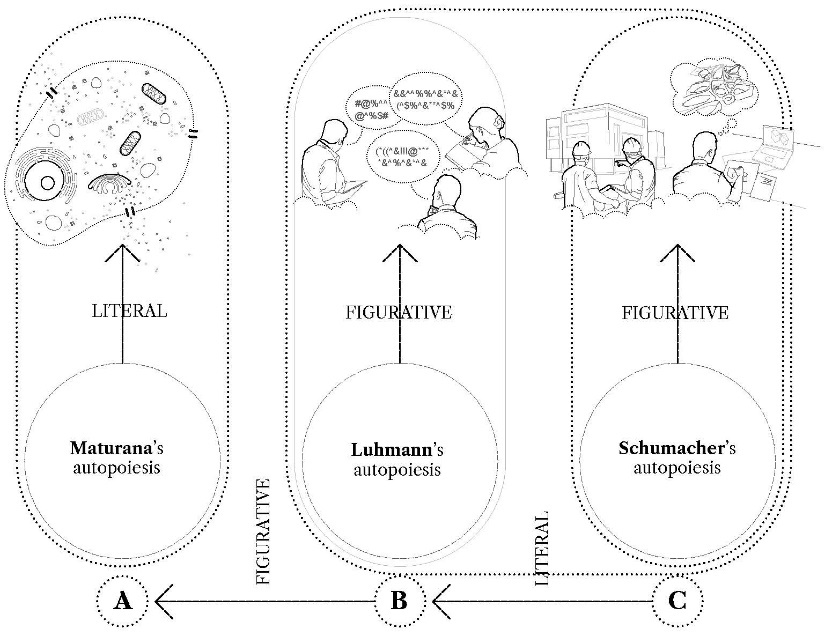 #@%^^
@^%$#
&&^^%%^&*^&
(^$%^&**^$%
LITERAL
FIGURATIVE
FIGURATIVE
Maturana's
autopoiesis
Luhmann's
autopoiesis
Schumacher's
autopoiesis
FIGURATIVE
LITERAL
A
B
C